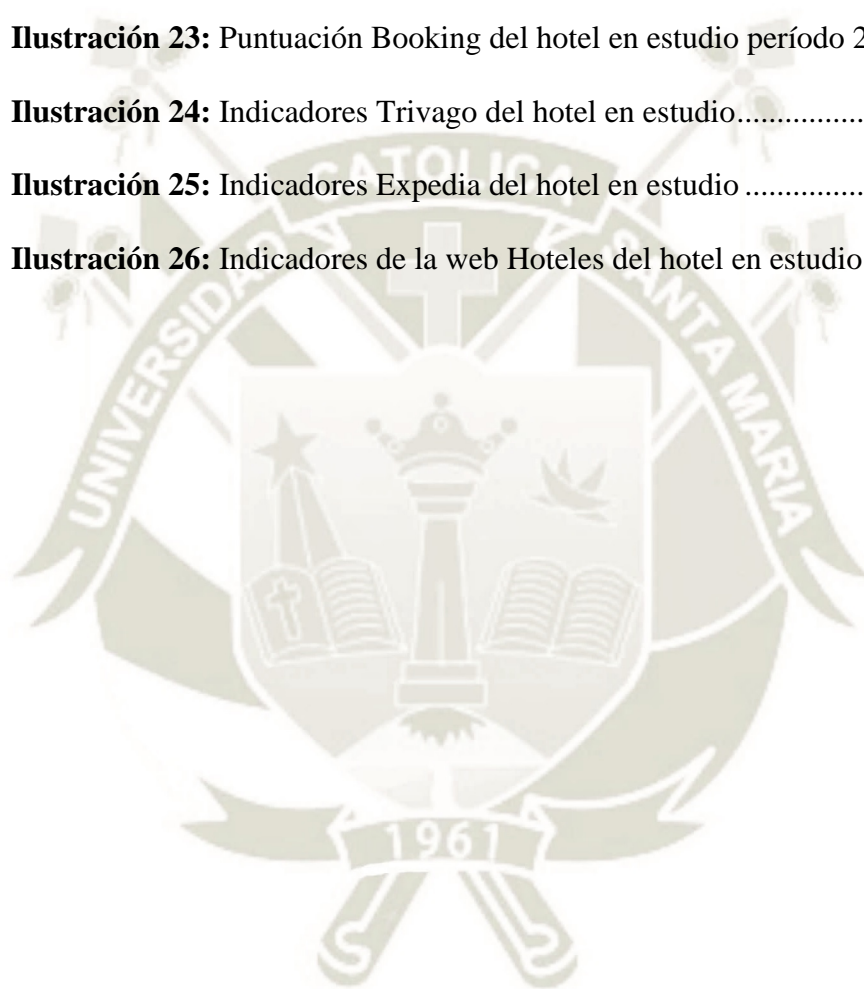 Ilustración 23: Puntuación Booking del hotel en estudio período 2
Ilustración 24: Indicadores Trivago del hotel en estudio................
Ilustración 25: Indicadores Expedia del hotel en estudio ...............
Ilustración 26: Indicadores de la web Hoteles del hotel en estudio
UNIVERSIDAD CATOLICA SANTA MARIA
1961